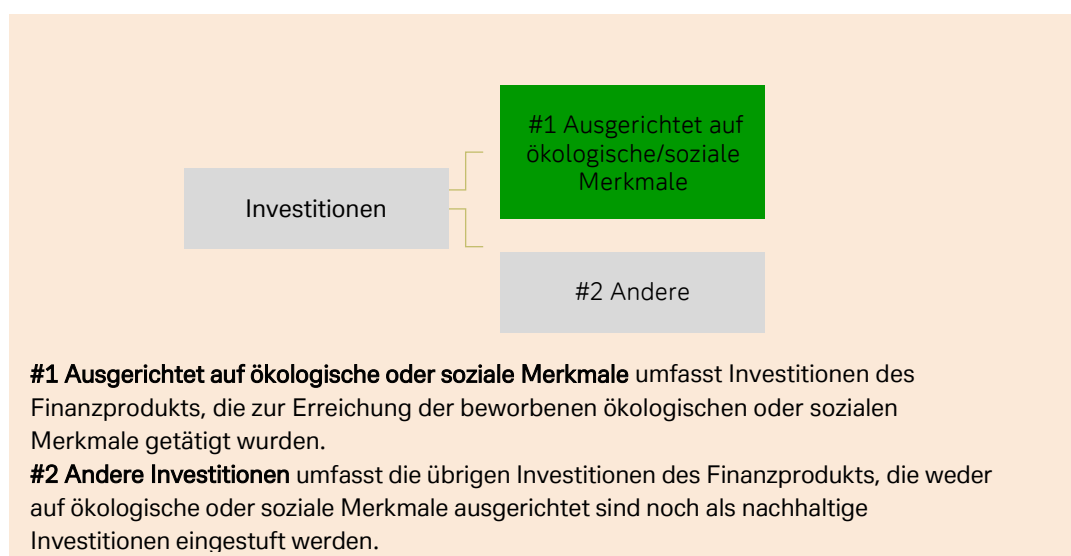 #1 Ausgerichtet auf
ökologische/soziale
Merkmale
Investitionen
#2 Andere
#1 Ausgerichtet auf ökologische oder soziale Merkmale umfasst Investitionen des
Finanzprodukts, die zur Erreichung der beworbenen ökologischen oder sozialen
Merkmale getätigt wurden.
#2 Andere Investitionen umfasst die übrigen Investitionen des Finanzprodukts, die weder
auf ökologische oder soziale Merkmale ausgerichtet sind noch als nachhaltige
Investitionen eingestuft werden.